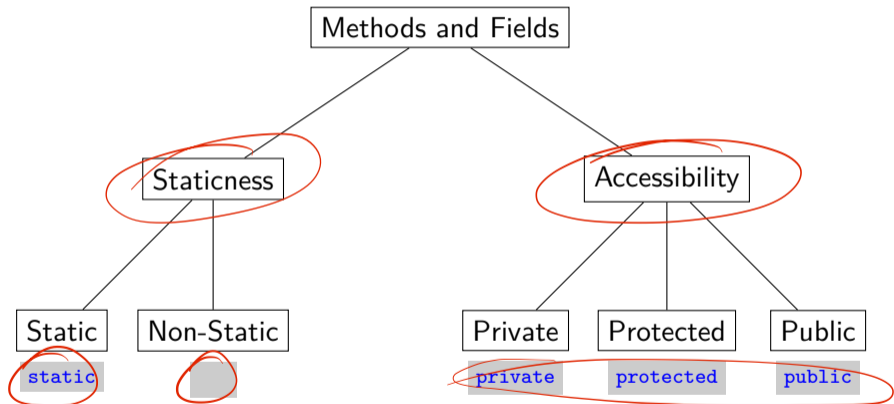 Methods and Fields
Staticness
Accessibility
Static
Non-Static
Private
Protected
Public
static
private
protected
public